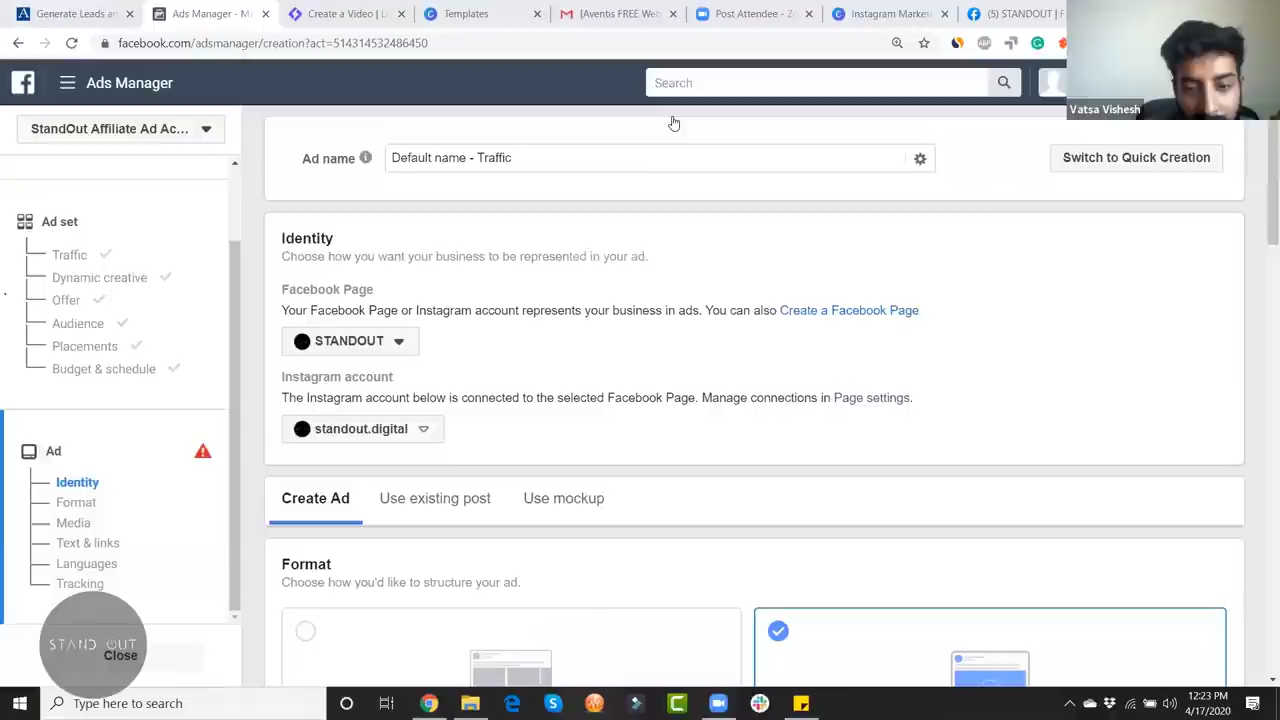 Generate Leads and
Ads Manager - M
Create a Video | L
Templates
[Aventis FREE Web
Post Attendee - Z
Instagram Market
(5) STANDOUT | F
facebook.com/adsmanager/creation?act=514314532486450
ABP
Ads Manager
Search
Vatsa Vishesh
StandOut Affiliate Ad Ac...
Ad name
Default name - Traffic
Switch to Quick Creation
Ad set
Traffic
Dynamic creative
Offer
Audience
Placements
Budget & schedule
Identity
Choose how you want your business to be represented in your ad.
Facebook Page
Your Facebook Page or Instagram account represents your business in ads. You can also Create a Facebook Page
STANDOUT
Instagram account
The Instagram account below is connected to the selected Facebook Page. Manage connections in Page settings.
standout.digital
Ad
Identity
Format
Media
Text & links
Languages
Tracking
Create Ad
Use existing post
Use mockup
Format
Choose how you'd like to structure your ad.
STAND OUT
Close
Type here to search
12:23 PM
4/17/2020